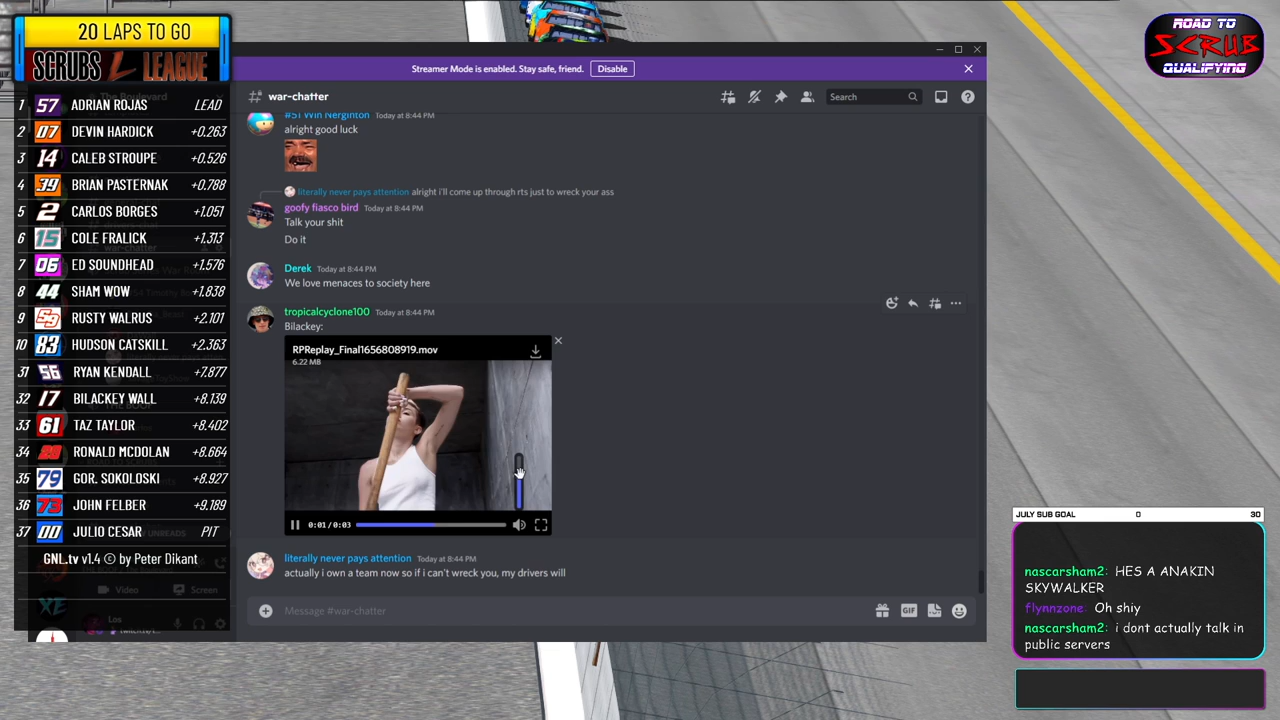 20 LAPS TO GO
SCRUBS LEAGUE
1 57 ADRIAN ROJAS LEAD
2 07 DEVIN HARDICK +0.263
3 14 CALEB STROUPE +0.526
4 39 BRIAN PASTERNAK +0.788
5 2 CARLOS BORGES +1.051
6 15 COLE FRALICK +1.313
7 06 ED SOUNDHEAD +1.576
8 44 SHAM WOW +1.838
9 59 RUSTY WALRUS +2.101
10 83 HUDSON CATSKILL +2.363
31 56 RYAN KENDALL +7.877
32 17 BILACKEY WALL +8.139
33 61 TAZ TAYLOR +8.402
34 RONALD MCDOLAN +8.664
35 79 GOR. SOKOLOSKI +8.927
36 73 JOHN FELBER +9.789
37 00 JULIO CESAR PIT
GNL.tv v1.4 © by Peter Dikant
Video Screen
Los
Streamer Mode is enabled. Stay safe, friend. Disable
war-chatter
Search
#51 Win Nerginton Today at 8:44 PM
alright good luck
literally never pays attention alright i'll come up through rts just to wreck your ass
goofy fiasco bird Today at 8:44 PM
Talk your shit
Do it
Derek Today at 8:44 PM
We love menaces to society here
tropicalcyclone100 Today at 8:44 PM
Bilackey:
RPReplay_Final1656808919.mov
6.22 MB
0:01 / 0:03
literally never pays attention Today at 8:44 PM
actually i own a team now so if i can't wreck you, my drivers will
Message #war-chatter
GIF
ROAD TO
SCRUB
QUALIFYING
JULY SUB GOAL 0 30
nascarsham2: HES A ANAKIN
SKYWALKER
flynnzone: Oh shiy
nascarsham2: i dont actually talk in
public servers